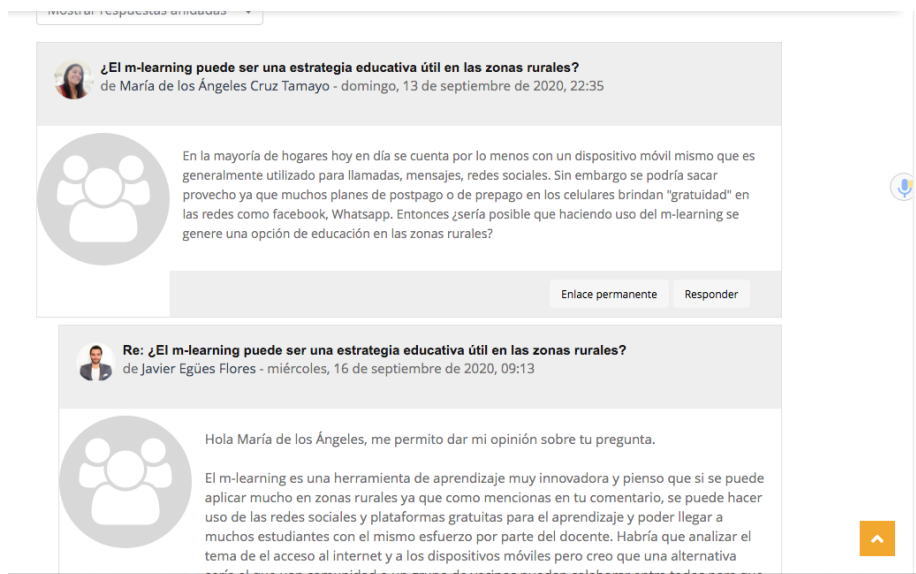 Mostrar respuestas anidadas
¿El m-learning puede ser una estrategia educativa útil en las zonas rurales?
de María de los Ángeles Cruz Tamayo - domingo, 13 de septiembre de 2020, 22:35
En la mayoría de hogares hoy en día se cuenta por lo menos con un dispositivo móvil mismo que es
generalmente utilizado para llamadas, mensajes, redes sociales. Sin embargo se podría sacar
provecho ya que muchos planes de postpago o de prepago en los celulares brindan "gratuidad" en
las redes como facebook, Whatsapp. Entonces ¿sería posible que haciendo uso del m-learning se
genere una opción de educación en las zonas rurales?
Enlace permanente Responder
Re: ¿El m-learning puede ser una estrategia educativa útil en las zonas rurales?
de Javier Egües Flores - miércoles, 16 de septiembre de 2020, 09:13
Hola María de los Ángeles, me permito dar mi opinión sobre tu pregunta.
El m-learning es una herramienta de aprendizaje muy innovadora y pienso que si se puede
aplicar mucho en zonas rurales ya que como mencionas en tu comentario, se puede hacer
uso de las redes sociales y plataformas gratuitas para el aprendizaje y poder llegar a
muchos estudiantes con el mismo esfuerzo por parte del docente. Habría que analizar el
tema de el acceso al internet y a los dispositivos móviles pero creo que una alternativa